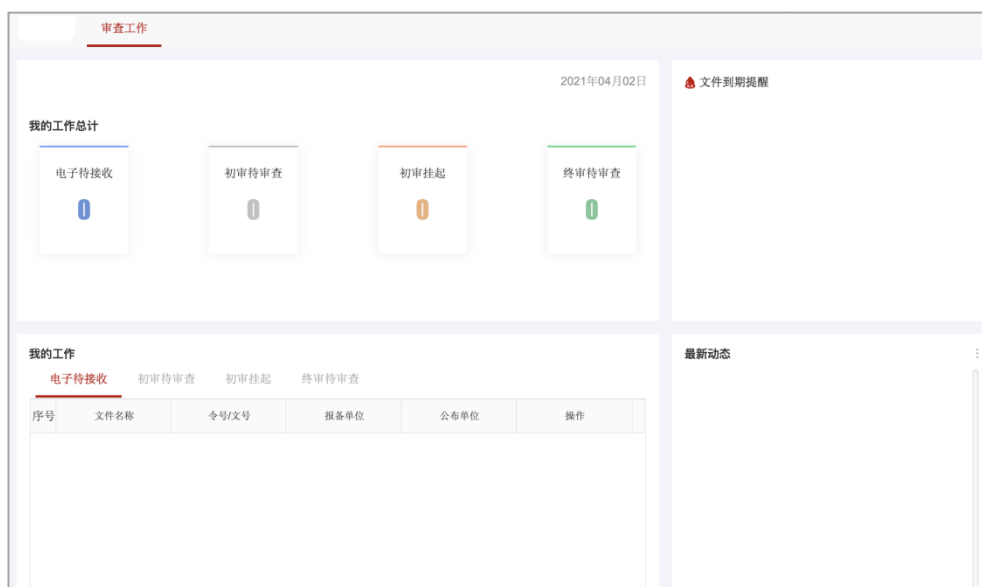 审查工作
2021年04月02日
文件到期提醒
我的工作总计
电子待接收 初审待审查 初审挂起 终审待审查
我的工作
最新动态
电子待接收 初审待审查 初审挂起 终审待审查
序号 文件名称 令号/文号 报备单位 公布单位 操作